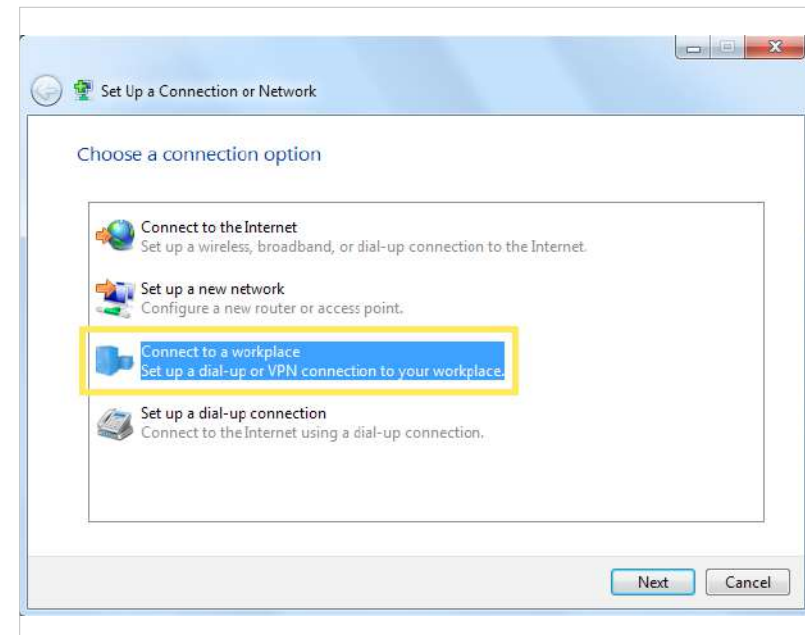 Set Up a Connection or Network
Choose a connection option
Connect to the Internet
Set up a wireless, broadband, or dial-up connection to the Internet.
Set up a new network
Configure a new router or access point.
Connect to a workplace
Set up a dial-up or VPN connection to your workplace.
Set up a dial-up connection
Connect to the Internet using a dial-up connection.
Next Cancel